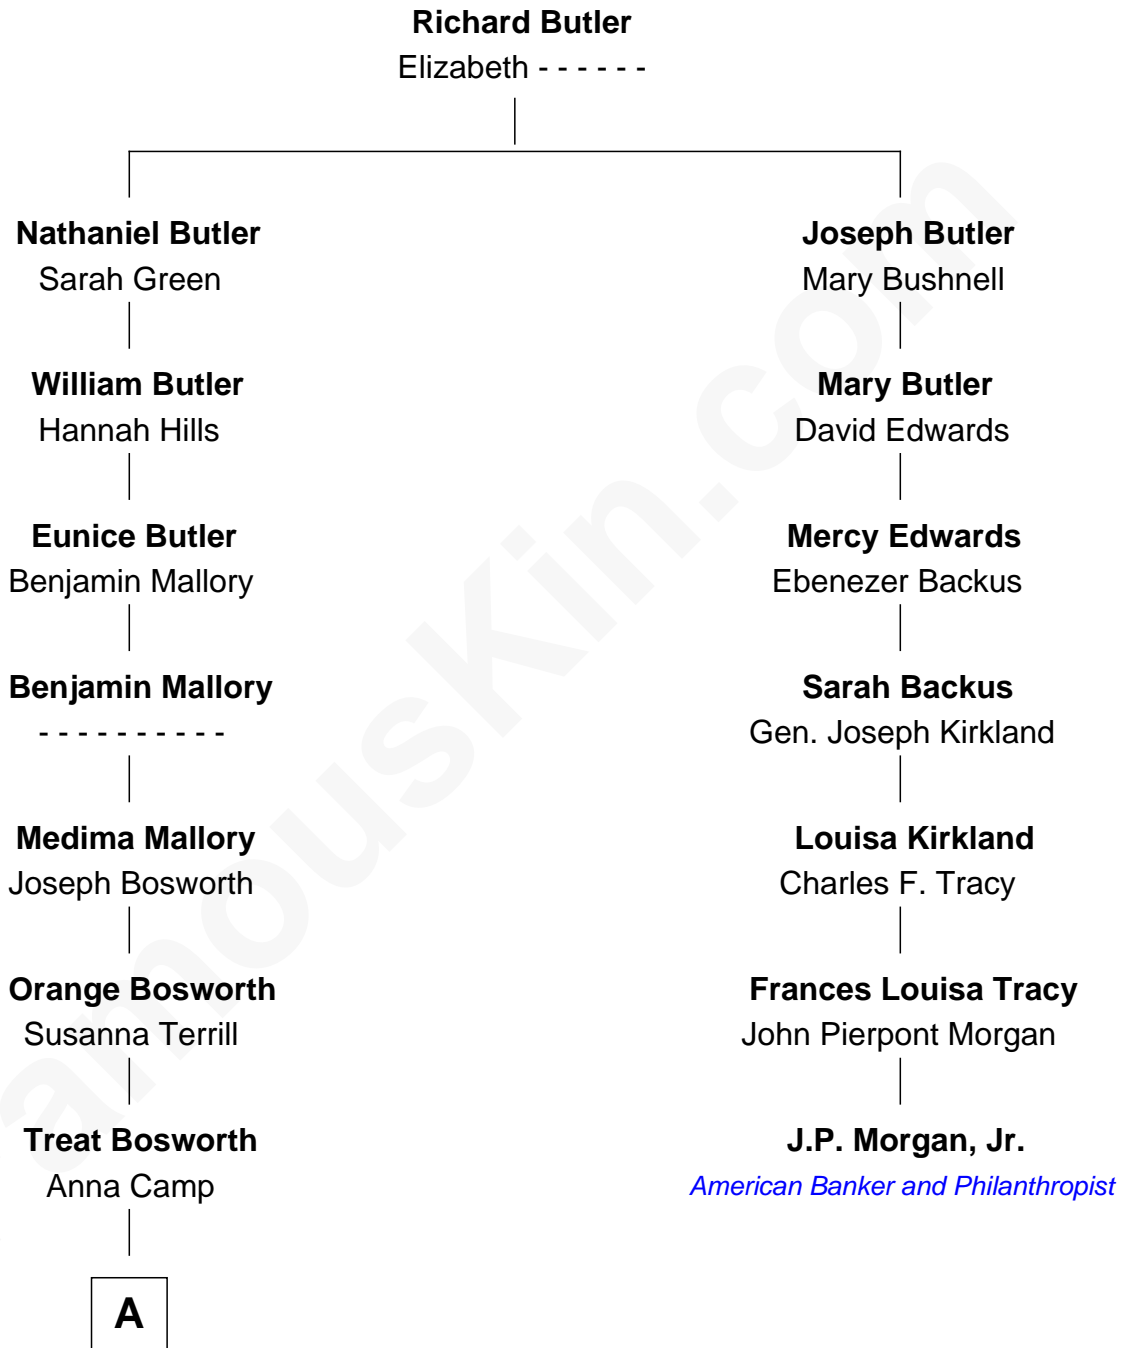 Richard Butler
Elizabeth - - - - - -
Nathaniel Butler
Sarah Green
William Butler
Hannah Hills
Eunice Butler
Benjamin Mallory
Benjamin Mallory
- - - - - - - - - -
Medima Mallory
Joseph Bosworth
Orange Bosworth
Susanna Terrill
Treat Bosworth
Anna Camp
A
Joseph Butler
Mary Bushnell
Mary Butler
David Edwards
Mercy Edwards
Ebenezer Backus
Sarah Backus
Gen. Joseph Kirkland
Louisa Kirkland
Charles F. Tracy
Frances Louisa Tracy
John Pierpont Morgan
J.P. Morgan, Jr.
American Banker and Philanthropist
amousKin.com